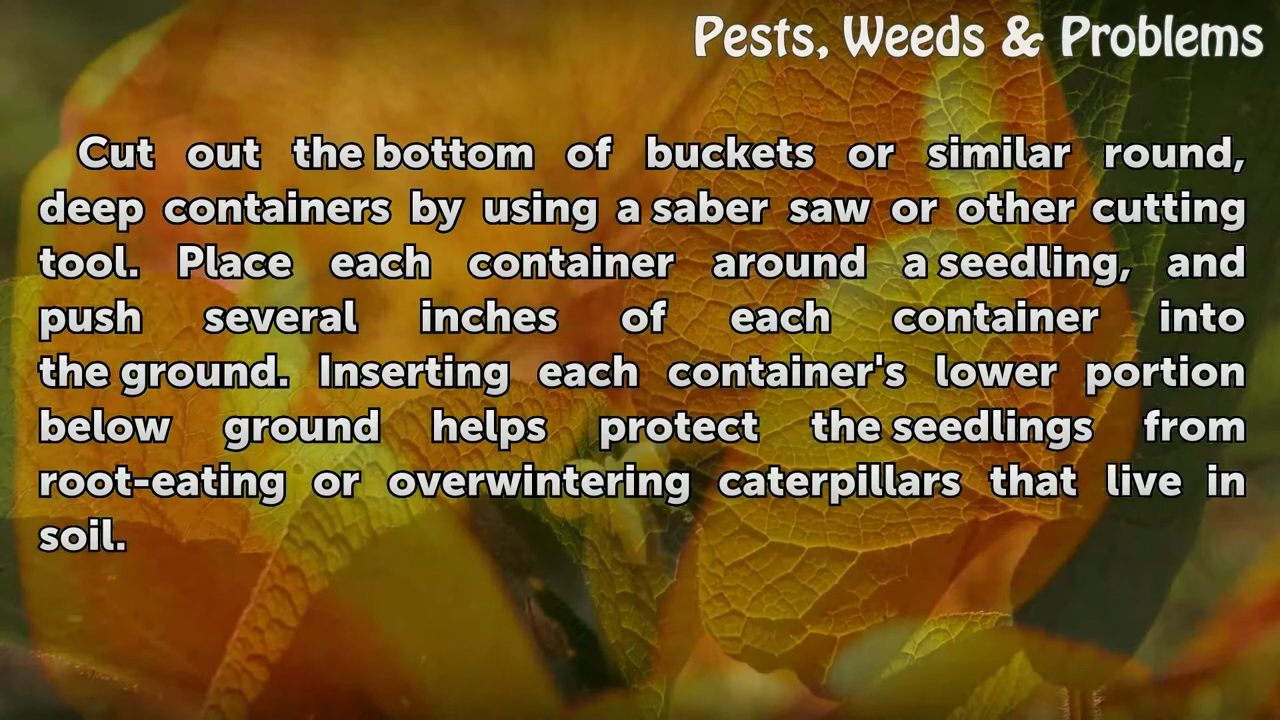 Pests, Weeds & Problems
Cut out the bottom of buckets or similar round,
deep containers by using a saber saw or other cutting
tool. Place each container around a seedling, and
push several inches of each container into
the ground. Inserting each container's lower portion
below ground helps protect the seedlings from
root-eating or overwintering caterpillars that live in
soil.